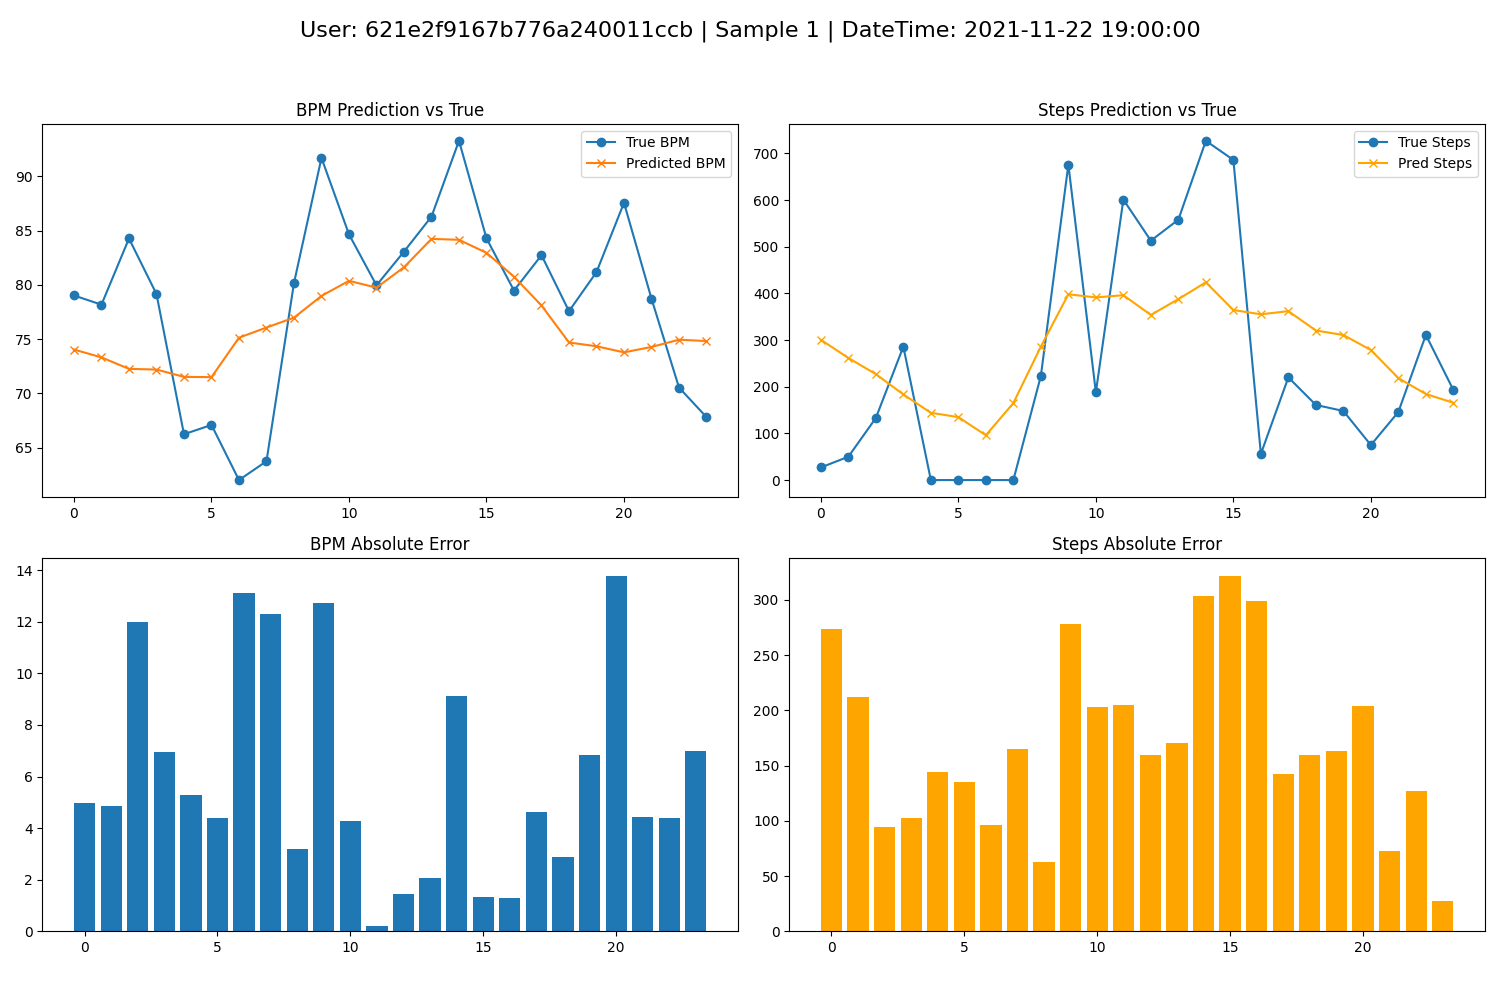 User: 621e2f9167b776a240011ccb | Sample 1 | DateTime: 2021-11-22 19:00:00
BPM Prediction vs True
True BPM
Predicted BPM
90
85
80
75
70
65
0 5 10 15 20
Steps Prediction vs True
True Steps
Pred Steps
700
600
500
400
300
200
100
0
0 5 10 15 20
BPM Absolute Error
14
12
10
8
6
4
2
0
0 5 10 15 20
Steps Absolute Error
300
250
200
150
100
50
0
0 5 10 15 20